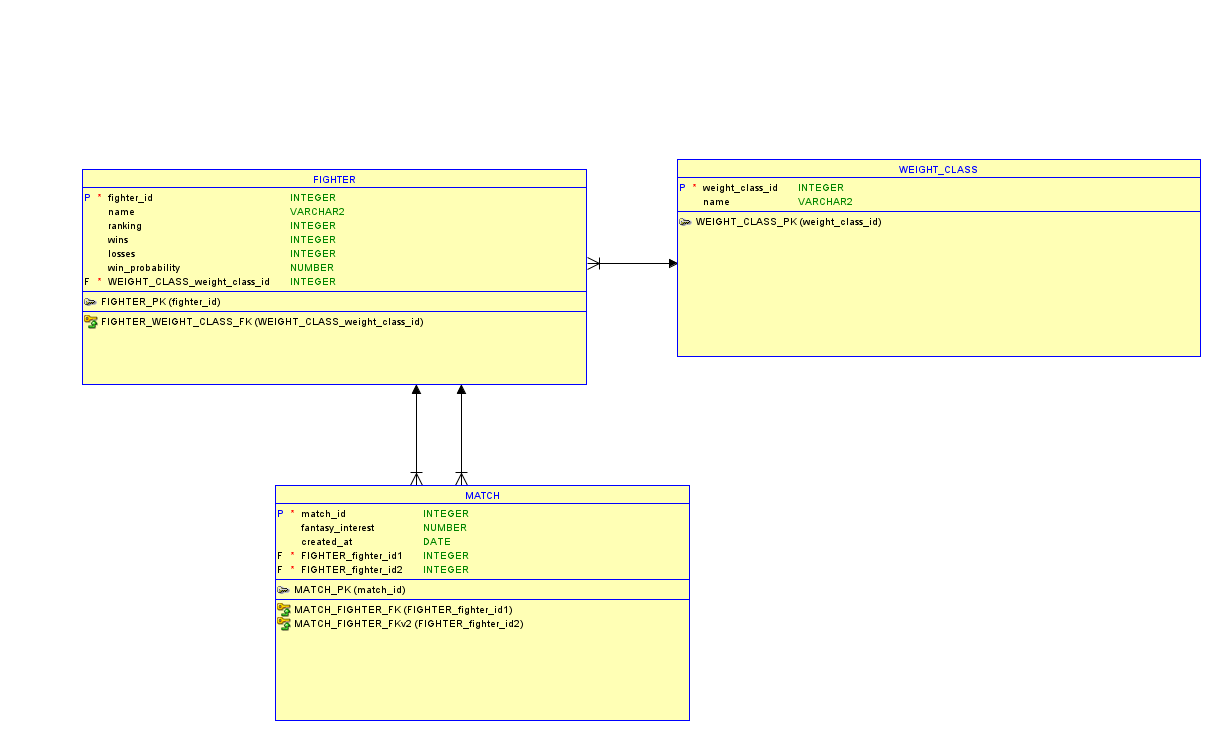 FIGHTER
P * fighter_id INTEGER
name VARCHAR2
ranking INTEGER
wins INTEGER
losses INTEGER
win_probability NUMBER
F * WEIGHT_CLASS_weight_class_id INTEGER
FIGHTER_PK (fighter_id)
FIGHTER_WEIGHT_CLASS_FK (WEIGHT_CLASS_weight_class_id)
WEIGHT_CLASS
P * weight_class_id INTEGER
name VARCHAR2
WEIGHT_CLASS_PK (weight_class_id)
MATCH
P * match_id INTEGER
fantasy_interest NUMBER
created_at DATE
F * FIGHTER_fighter_id1 INTEGER
F * FIGHTER_fighter_id2 INTEGER
MATCH_PK (match_id)
MATCH_FIGHTER_FK (FIGHTER_fighter_id1)
MATCH_FIGHTER_FKv2 (FIGHTER_fighter_id2)